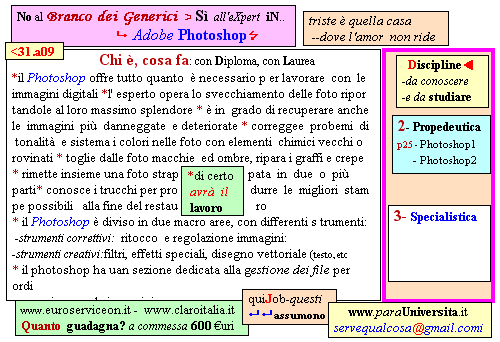 No al Branco dei Generici > Sì all'eXpert iN..
↪ Adobe Photoshop
triste è quella casa
--dove l'amor non ride
<31.a09
Chi è, cosa fa: con Diploma, con Laurea
*il Photoshop offre tutto quanto è necessario per lavorare con le
immagini digitali *l' esperto opera lo svecchiamento delle foto ripor
tandole al loro massimo splendore * è in grado di recuperare anche
le immagini più danneggate e deteriorate * correggee probemi di
tonalità e sistema i colori nelle foto con elementi chimici vecchi o
rovinati * toglie dalle foto macchie ed ombre, ripara i graffi e crepe
* rimette insieme una foto strap pata in due o più
parti* conosce i trucchi per pro durre le migliori stam
pe possibili alla fine del restau ro
*di certo
avrà il
lavoro
* il Photoshop è diviso in due macro aree, con differenti s trumenti:
-strumenti correttivi: ritocco e regolazione immagini:
-strumenti creativi:filtri, effetti speciali, disegno vettoriale (testo,etc
* il photoshop ha uan sezione dedicata alla gestione dei file per
ordi
Discipline
-da conoscere
-e da studiare
2- Propedeutica
p25 - Photoshop1
- Photoshop2
3- Specialistica
www.euroserviceon.it - www.claroitalia.it
Quanto guadagna? a commessa 600 €uri
quiJob-questi
↵↵assumono
www.paraUniversita.it
servequalcosa@gmail.comi